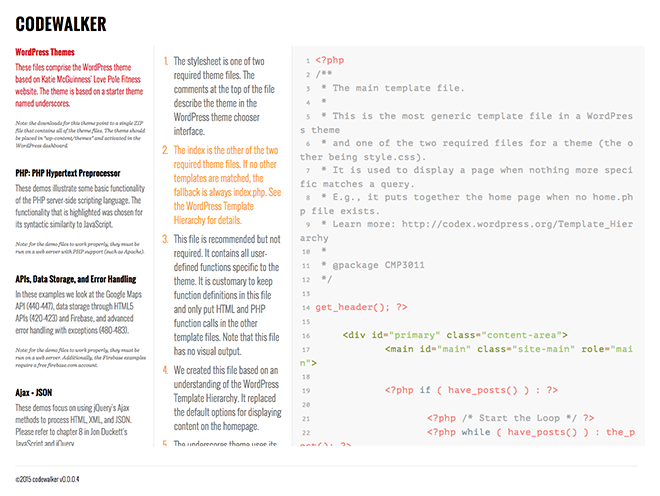 CODEWALKER
WordPress Themes
These files comprise the WordPress theme
based on Katie McGuinness' Love Pole Fitness
website. The theme is based on a starter theme
named underscores.
Note: the downloads for this theme point to a single ZIP
file that contains all of the theme files. The theme should
be placed in "wp-content/themes" and activated in the
WordPress dashboard.
PHP: PHP Hypertext Preprocessor
These demos illustrate some basic functionality
of the PHP server-side scripting language. The
functionality that is highlighted was chosen for
its syntactic similarity to JavaScript.
Note: for the demo files to work properly, they must be
run on a web server with PHP support (such as Apache).
APIs, Data Storage, and Error Handling
In these examples we look at the Google Maps
API (440-447), data storage through HTML5
APIs (420-423) and Firebase, and advanced
error handling with exceptions (480-483).
Note: for the demo files to work properly, they must be
run on a web server. Additionally, the Firebase examples
require a free firebase.com account.
Ajax - JSON
These demos focus on using jQuery's Ajax
methods to process HTML, XML, and JSON.
Please refer to chapter 8 in Jon Duckett's
JavaScript and jQuery
1. The stylesheet is one of two
required theme files. The
comments at the top of the file
describe the theme in the
WordPress theme chooser
interface.
2. The index is the other of the two
required theme files. If no other
templates are matched, the
fallback is always index.php. See
the WordPress Template
Hierarchy for details.
3. This file is recommended but not
required. It contains all user-
defined functions specific to the
theme. It is customary to keep
function definitions in this file
and only put HTML and PHP
function calls in the other
template files. Note that this file
has no visual output.
4. We created this file based on an
understanding of the WordPress
Template Hierarchy. It replaced
the default options for displaying
content on the homepage.
5. The underscores theme uses its
1 <?php
2 /**
3 * The main template file.
4 *
5 * This is the most generic template file in a WordPres
s theme
6 * and one of the two required files for a theme (the o
ther being style.css).
7 * It is used to display a page when nothing more speci
fic matches a query.
8 * E.g., it puts together the home page when no home.ph
p file exists.
9 * Learn more: http://codex.wordpress.org/Template_Hier
archy
10 *
11 * @package CMP3011
12 */
13
14 get_header(); ?>
15
16 <div id="primary" class="content-area">
17 <main id="main" class="site-main" role="mai
n">
18
19 <?php if ( have_posts() ) : ?>
20
21 <?php /* Start the Loop */ ?>
22 <?php while ( have_posts() ) : the_p
ost(); ?>
©2015 codewalker v0.0.0.4